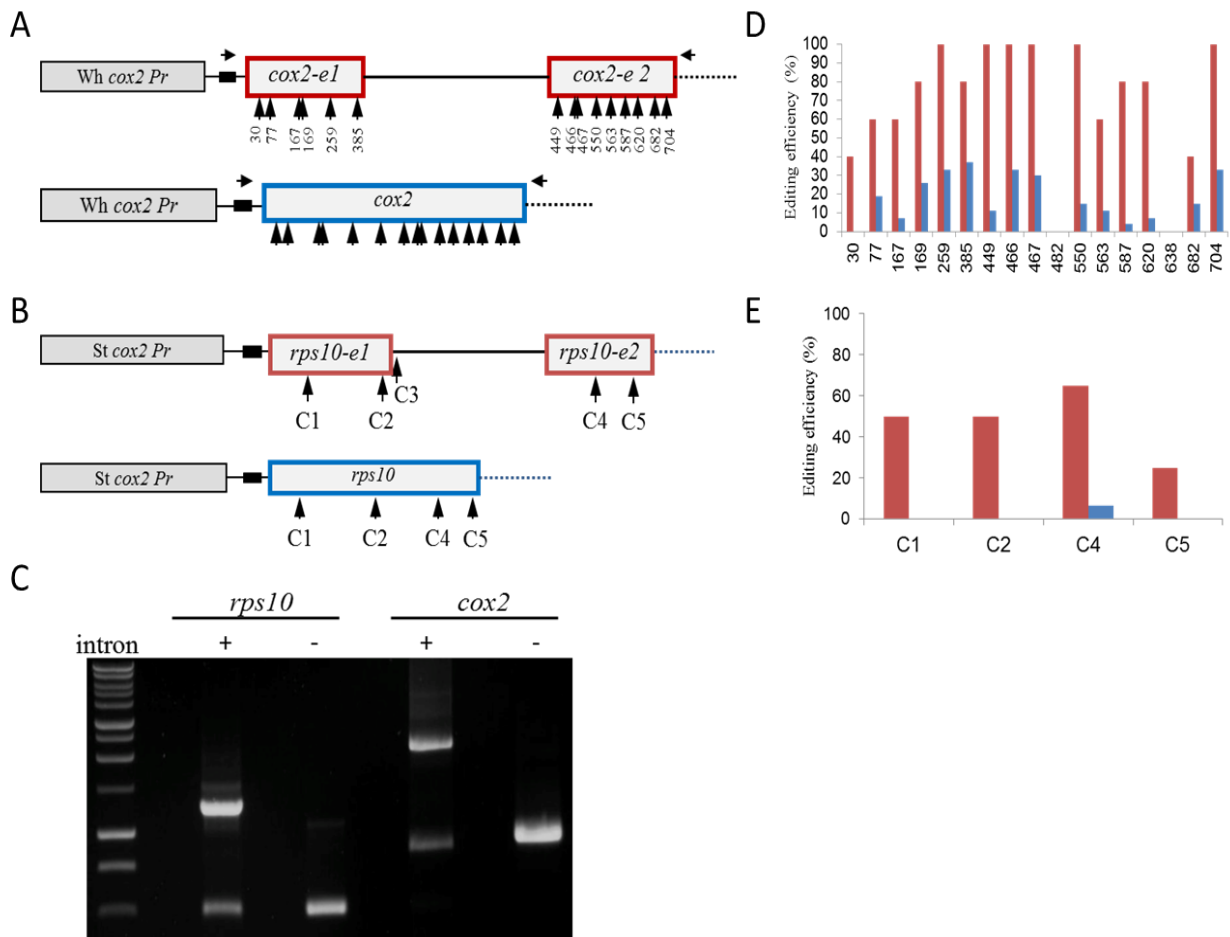 A
Wh cox2 Pr
cox2-e1
cox2-e 2
30
77
167
169
259
385
449
466
467
550
563
587
620
682
704
Wh cox2 Pr
cox2
B
St cox2 Pr
rps10-e1
rps10-e2
C1
C2
C3
C4
C5
St cox2 Pr
rps10
C1
C2
C4
C5
C
rps10
cox2
intron
+
-
+
-
D
Editing efficiency (%)
100
90
80
70
60
50
40
30
20
10
0
30
77
167
169
259
385
449
466
467
482
550
563
587
620
638
682
704
E
Editing efficiency (%)
100
80
60
40
20
0
C1
C2
C4
C5